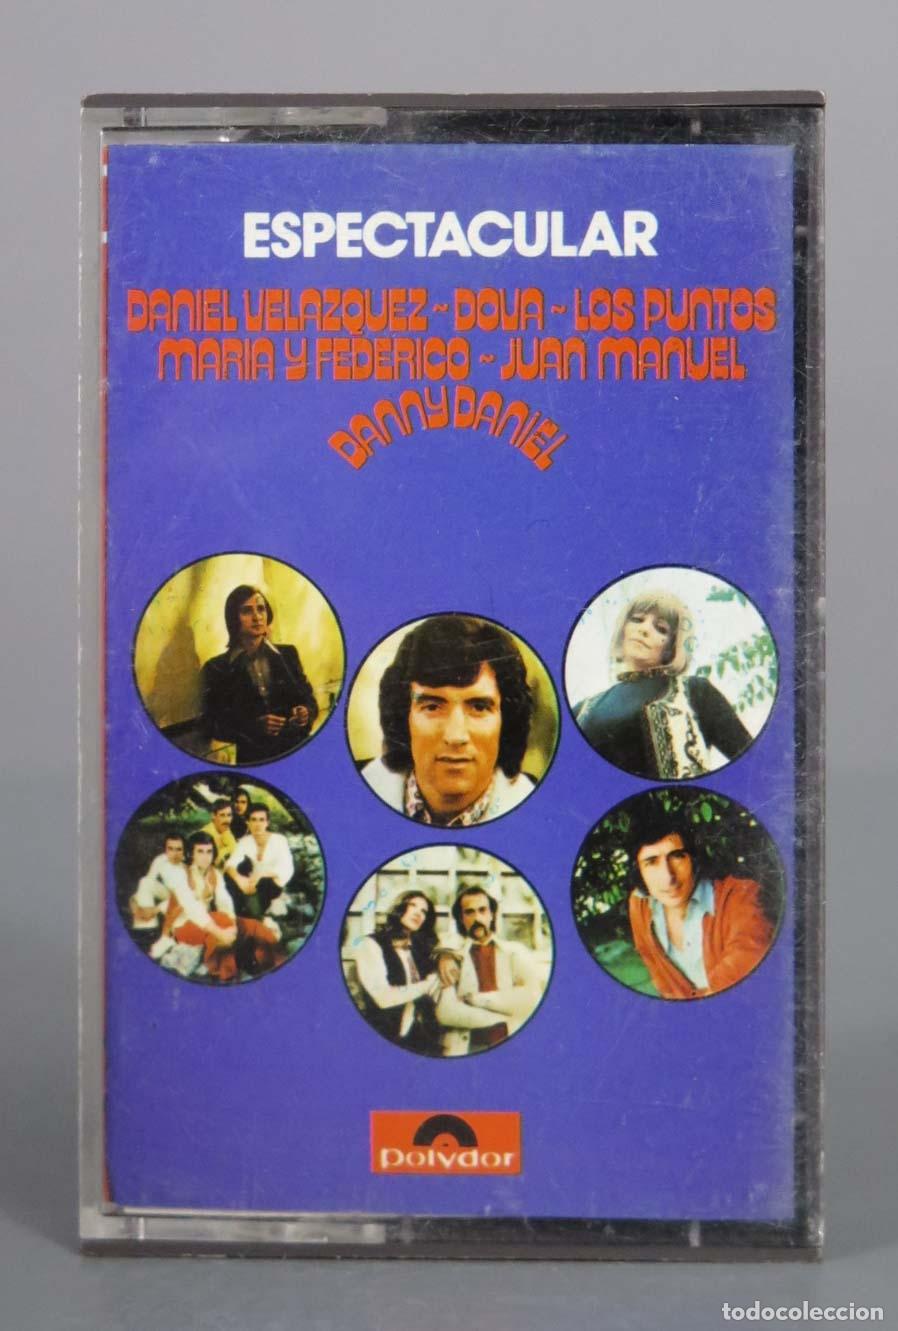 ESPECTACULAR
DANIEL VELAZQUEZ ~ DOVA ~ LOS PUNTOS
MARIA Y FEDERICO ~ JUAN MANUEL
DANNY DANIEL
polydor
todocoleccion